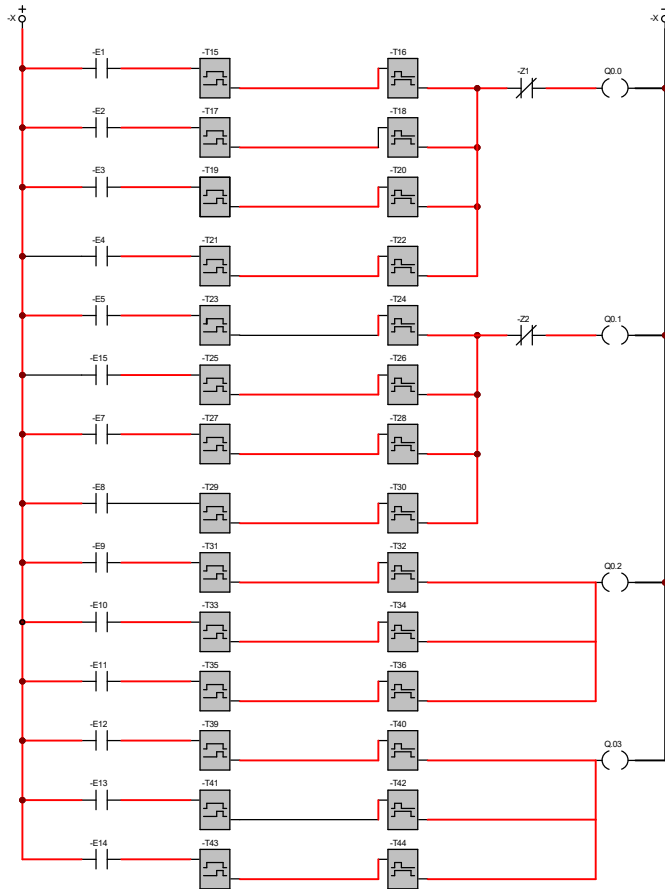 + -
-X -X
-E1 -T15 -T16 -Z1 Q0.0
-E2 -T17 -T18
-E3 -T19 -T20
-E4 -T21 -T22
-E5 -T23 -T24 -Z2 Q0.1
-E15 -T25 -T26
-E7 -T27 -T28
-E8 -T29 -T30
-E9 -T31 -T32 Q0.2
-E10 -T33 -T34
-E11 -T35 -T36
-E12 -T39 -T40 Q.03
-E13 -T41 -T42
-E14 -T43 -T44